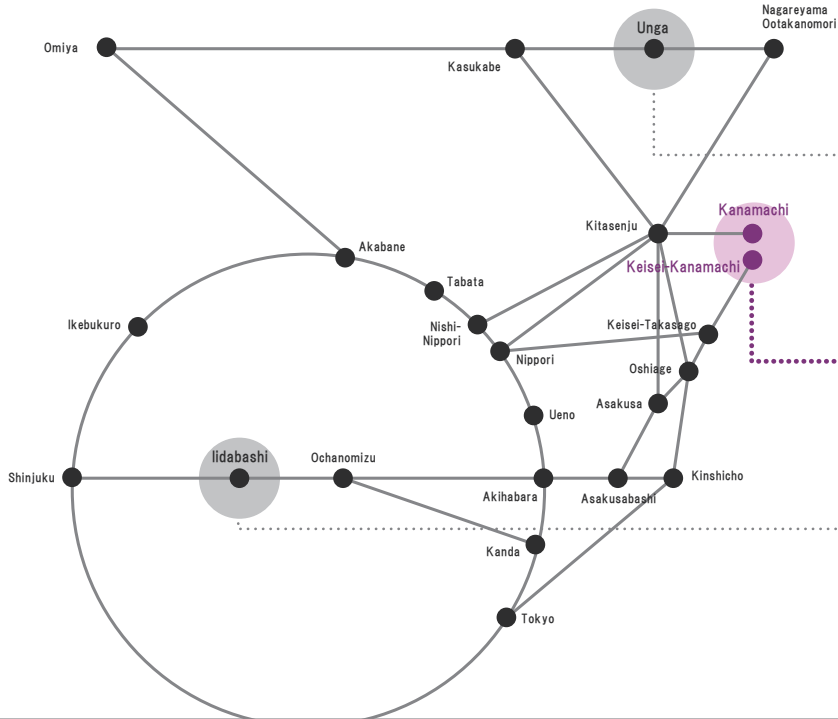 Nagareyama
Ootakanomori
Unga
Omiya
Kasukabe
Kanamachi
Kitasenju
Keisei-Kanamachi
Akabane
Tabata
Ikebukuro
Nishi-
Nippori
Keisei-Takasago
Nippori
Oshiage
Asakusa
Ueno
Iidabashi
Ochanomizu
Shinjuku
Kinshicho
Akihabara
Asakusabashi
Kanda
Tokyo